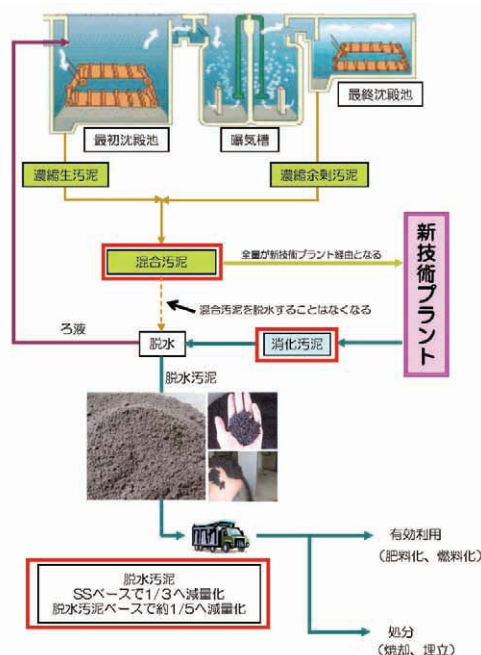 最初沈殿池
曝気槽
最終沈殿池
濃縮生汚泥
濃縮余剰汚泥
混合汚泥
全量が新技術プラント経由となる
新技術プラント
混合汚泥を脱水することはなくなる
ろ液
脱水
消化汚泥
脱水汚泥
有効利用
（肥料化、燃料化）
脱水汚泥
SSベースで1/3へ減量化
脱水汚泥ベースで約1/5へ減量化
処分
（焼却、埋立）